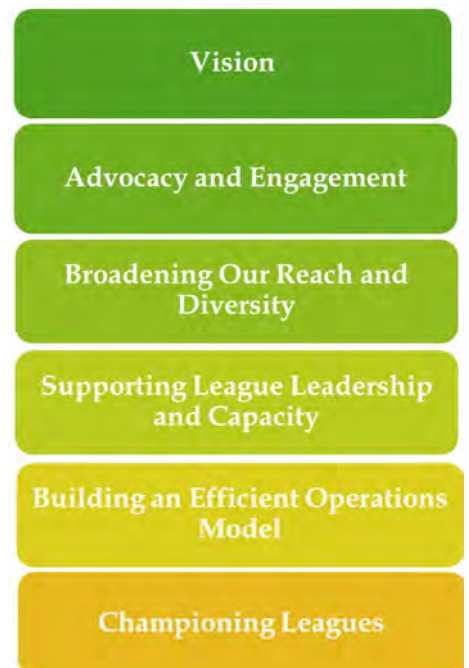 Vision
Advocacy and Engagement
Broadening Our Reach and
Diversity
Supporting League Leadership
and Capacity
Building an Efficient Operations
Model
Championing Leagues